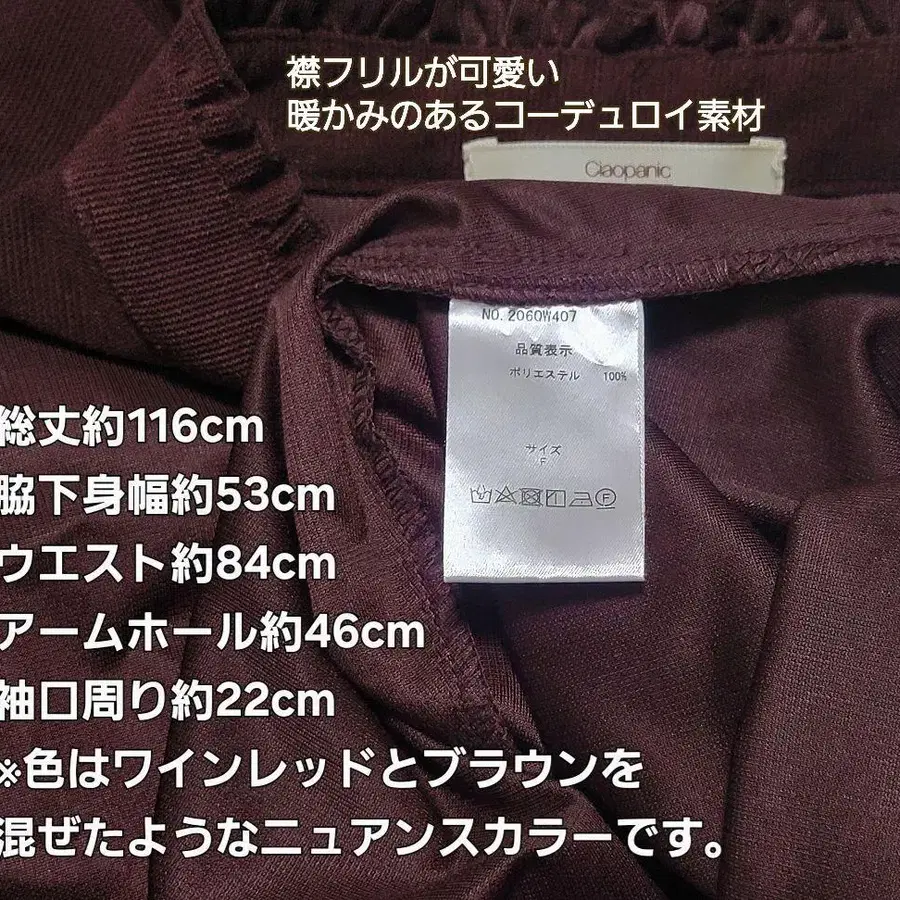 襟フリルが可愛い
暖かみのあるコーデュロイ素材
Ciaopanic
NO.2060W407
品質表示
ポリエステル 100%
サイズ
F
総丈約116cm
脇下身幅約53cm
ウエスト約84cm
アームホール約46cm
袖口周り約22cm
※色はワインレッドとブラウンを
混ぜたようなニュアンスカラーです。